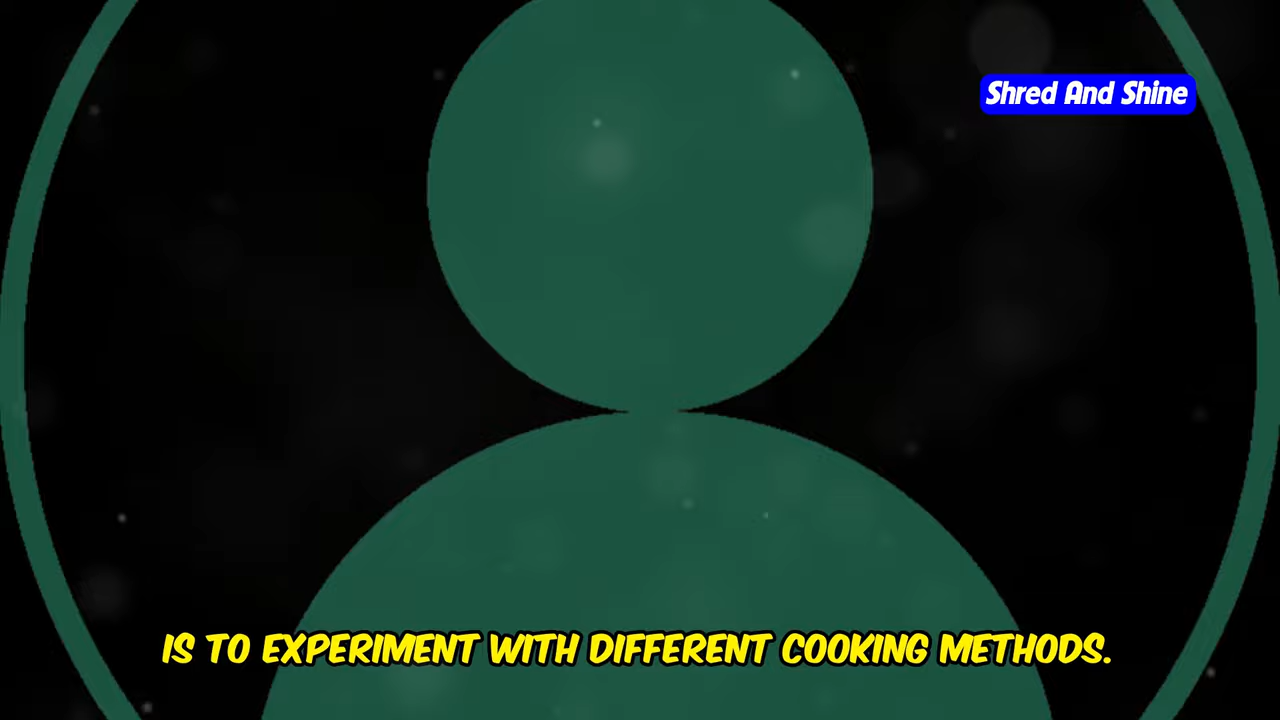 Shred And Shine
IS TO EXPERIMENT WITH DIFFERENT COOKING METHODS.